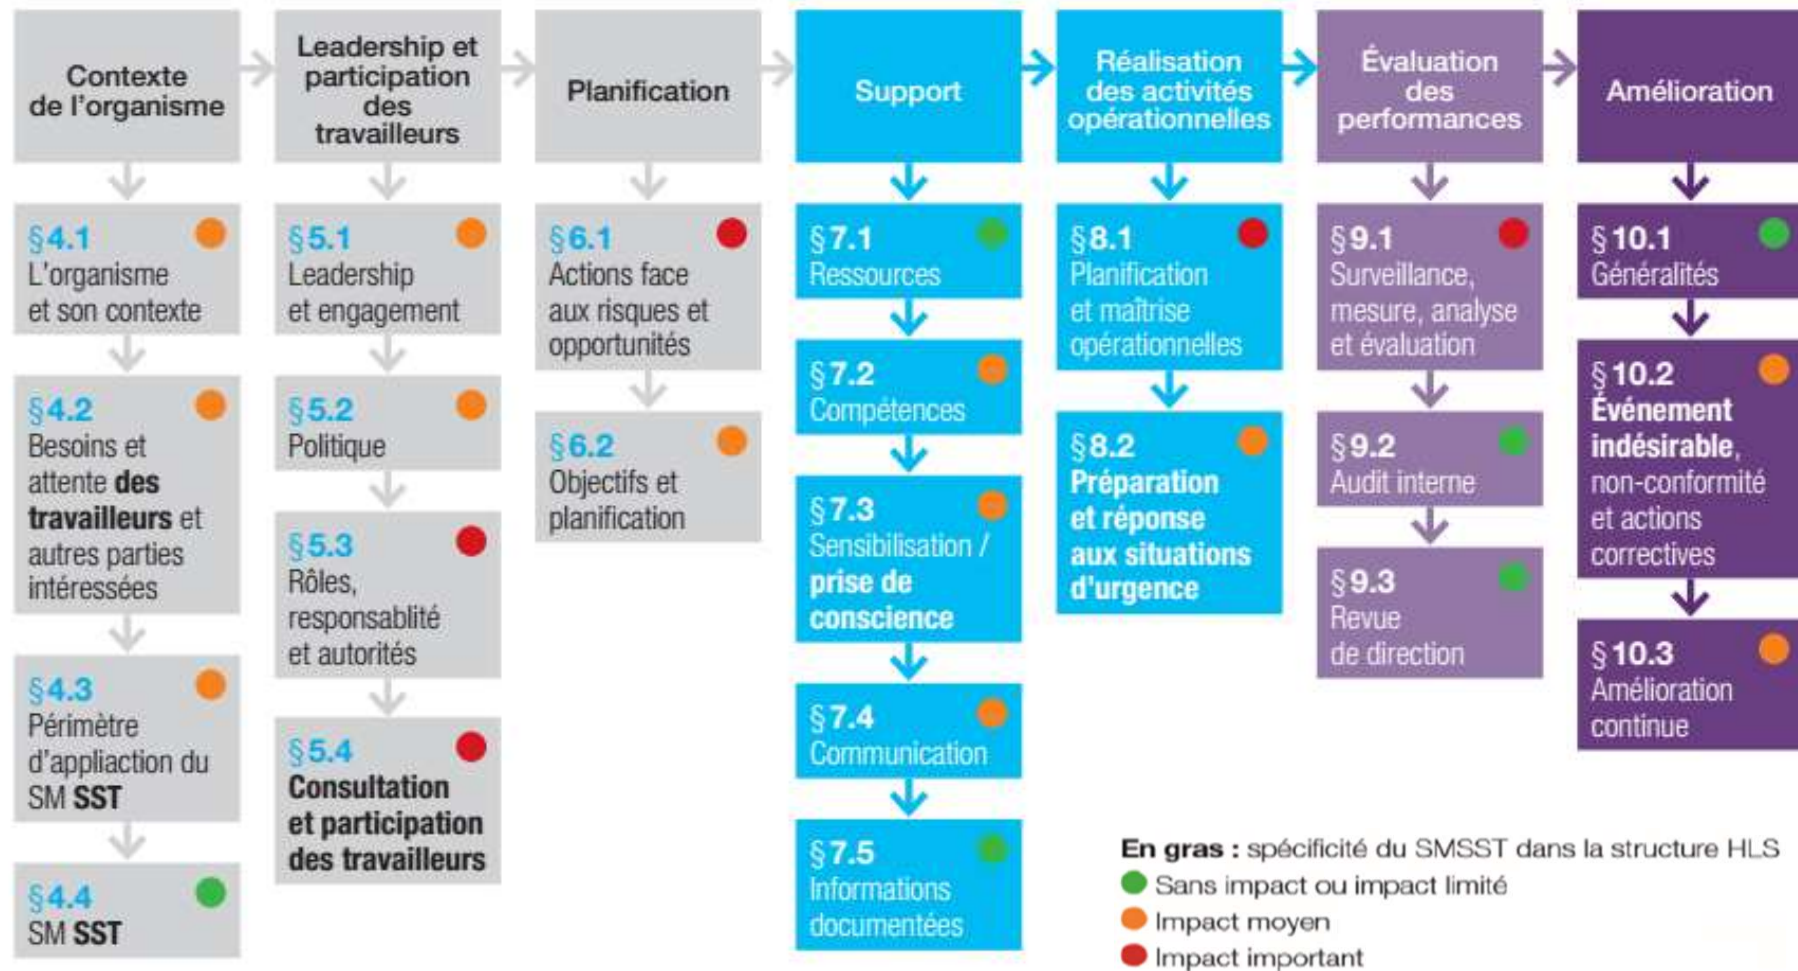 Contexte
de l'organisme
§4.1
L'organisme
et son contexte
§4.2
Besoins et
attente des
travailleurs et
autres parties
intéressées
§4.3
Périmètre
d'appliaction du
SM SST
§4.4
SM SST
Leadership et
participation
des
travailleurs
§5.1
Leadership
et engagement
§5.2
Politique
§5.3
Rôles,
responsablité
et autorités
§5.4
Consultation
et participation
des travailleurs
Planification
§6.1
Actions face
aux risques et
opportunités
§6.2
Objectifs et
planification
Support
§7.1
Ressources
§7.2
Compétences
§7.3
Sensibilisation /
prise de
conscience
§7.4
Communication
§7.5
Informations
documentées
Réalisation
des activités
opérationnelles
§8.1
Planification
et maîtrise
opérationnelles
§8.2
Préparation
et réponse
aux situations
d'urgence
Évaluation
des
performances
§9.1
Surveillance,
mesure, analyse
et évaluation
§9.2
Audit interne
§9.3
Revue
de direction
Amélioration
§10.1
Généralités
§10.2
Événement
indésirable,
non-conformité
et actions
correctives
§10.3
Amélioration
continue
En gras : spécificité du SMSST dans la structure HLS
Sans impact ou impact limité
Impact moyen
Impact important